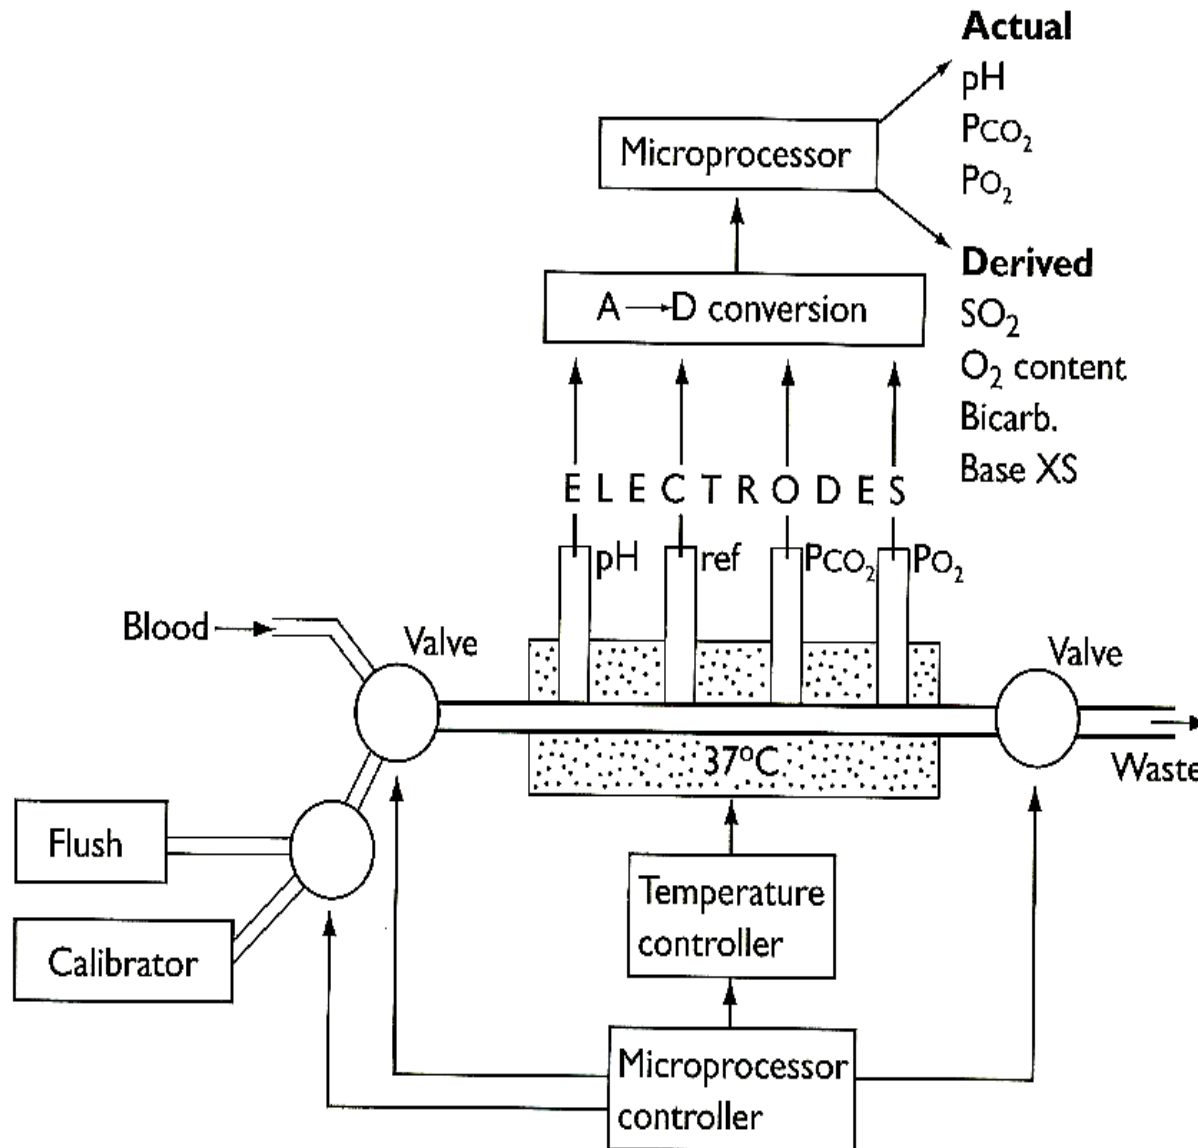 Actual
pH
PCO₂
PO₂
Microprocessor
Derived
SO₂
O₂ content
Bicarb.
Base XS
A→D conversion
ELECTRODES
pH
ref
PCO₂
PO₂
Blood
Valve
Valve
37°C
Waste
Flush
Temperature
controller
Calibrator
Microprocessor
controller